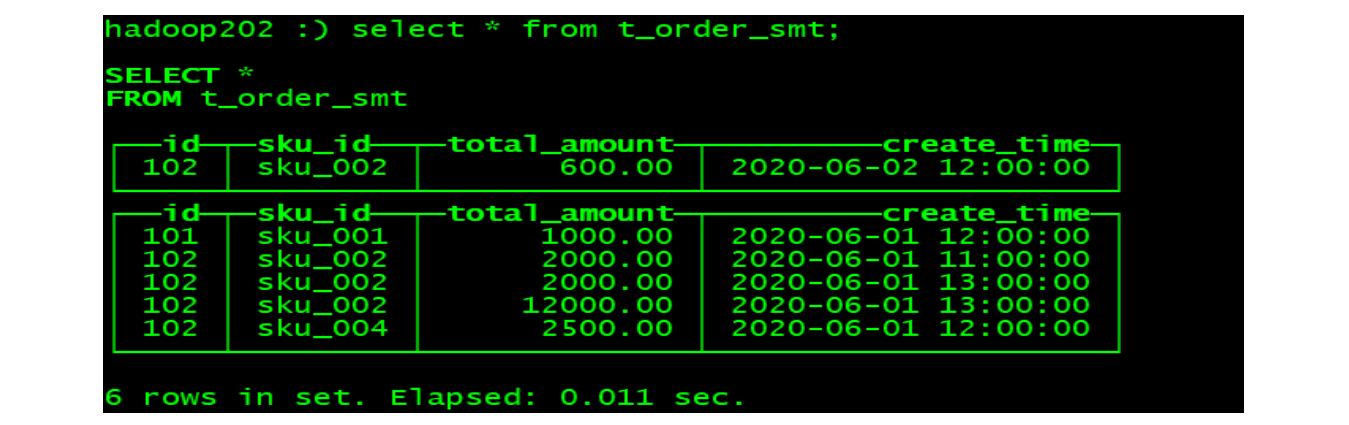 hadoop202 :) select * from t_order_smt;
SELECT *
FROM t_order_smt
id sku_id total_amount create_time
102 sku_002 600.00 2020-06-02 12:00:00
id sku_id total_amount create_time
101 sku_001 1000.00 2020-06-01 12:00:00
102 sku_002 2000.00 2020-06-01 11:00:00
102 sku_002 2000.00 2020-06-01 13:00:00
102 sku_002 12000.00 2020-06-01 13:00:00
102 sku_004 2500.00 2020-06-01 12:00:00
6 rows in set. Elapsed: 0.011 sec.